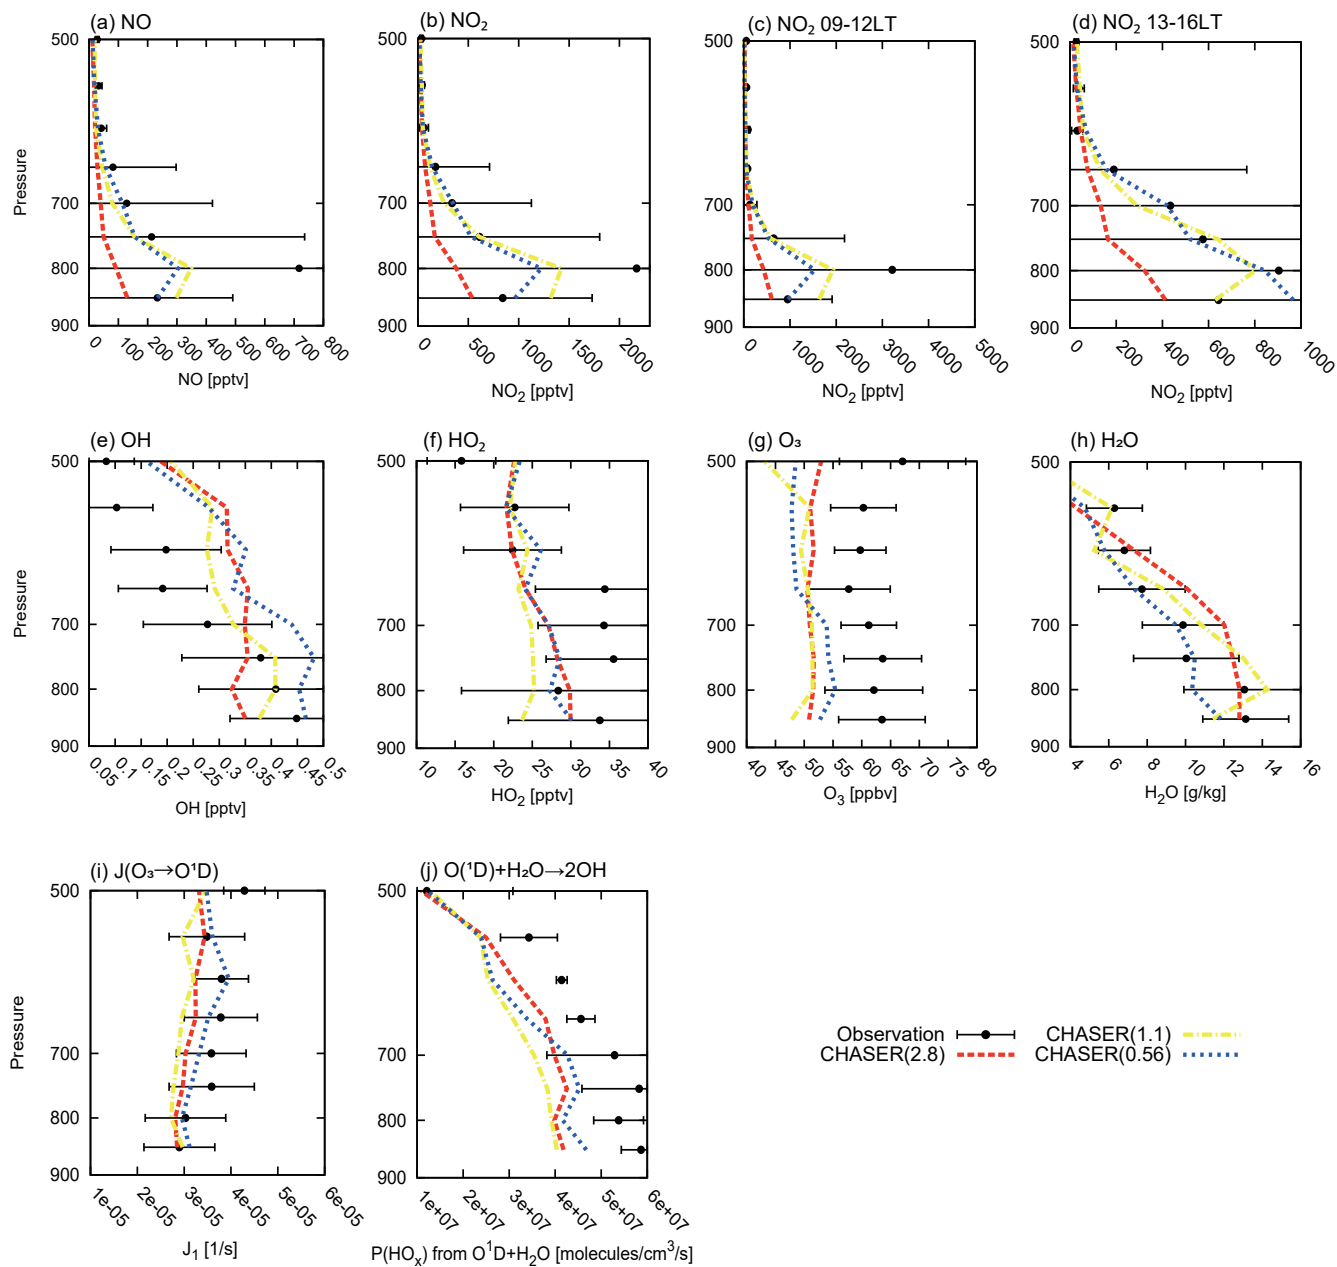 (a) NO
(b) NO₂
(c) NO₂ 09-12LT
(d) NO₂ 13-16LT
Pressure
500
700
800
900
0
100
200
300
400
500
600
700
800
NO [pptv]
500
700
800
900
0
500
1000
1500
2000
NO₂ [pptv]
500
700
800
900
0
1000
2000
3000
4000
5000
NO₂ [pptv]
500
700
800
900
0
200
400
600
800
1000
NO₂ [pptv]
(e) OH
(f) HO₂
(g) O₃
(h) H₂O
Pressure
500
700
800
900
0.05
0.1
0.15
0.2
0.25
0.3
0.35
0.4
0.45
0.5
OH [pptv]
500
700
800
900
10
15
20
25
30
35
40
HO₂ [pptv]
500
700
800
900
40
45
50
55
60
65
70
75
80
O₃ [ppbv]
500
700
800
900
4
6
8
10
12
14
16
H₂O [g/kg]
(i) J(O₃→O¹D)
(j) O(¹D)+H₂O→2OH
Pressure
500
700
800
900
1e-05
2e-05
3e-05
4e-05
5e-05
6e-05
J₁ [1/s]
500
700
800
900
1e+07
2e+07
3e+07
4e+07
5e+07
6e+07
P(HOₓ) from O¹D+H₂O [molecules/cm³/s]
Observation
CHASER(1.1)
CHASER(2.8)
CHASER(0.56)